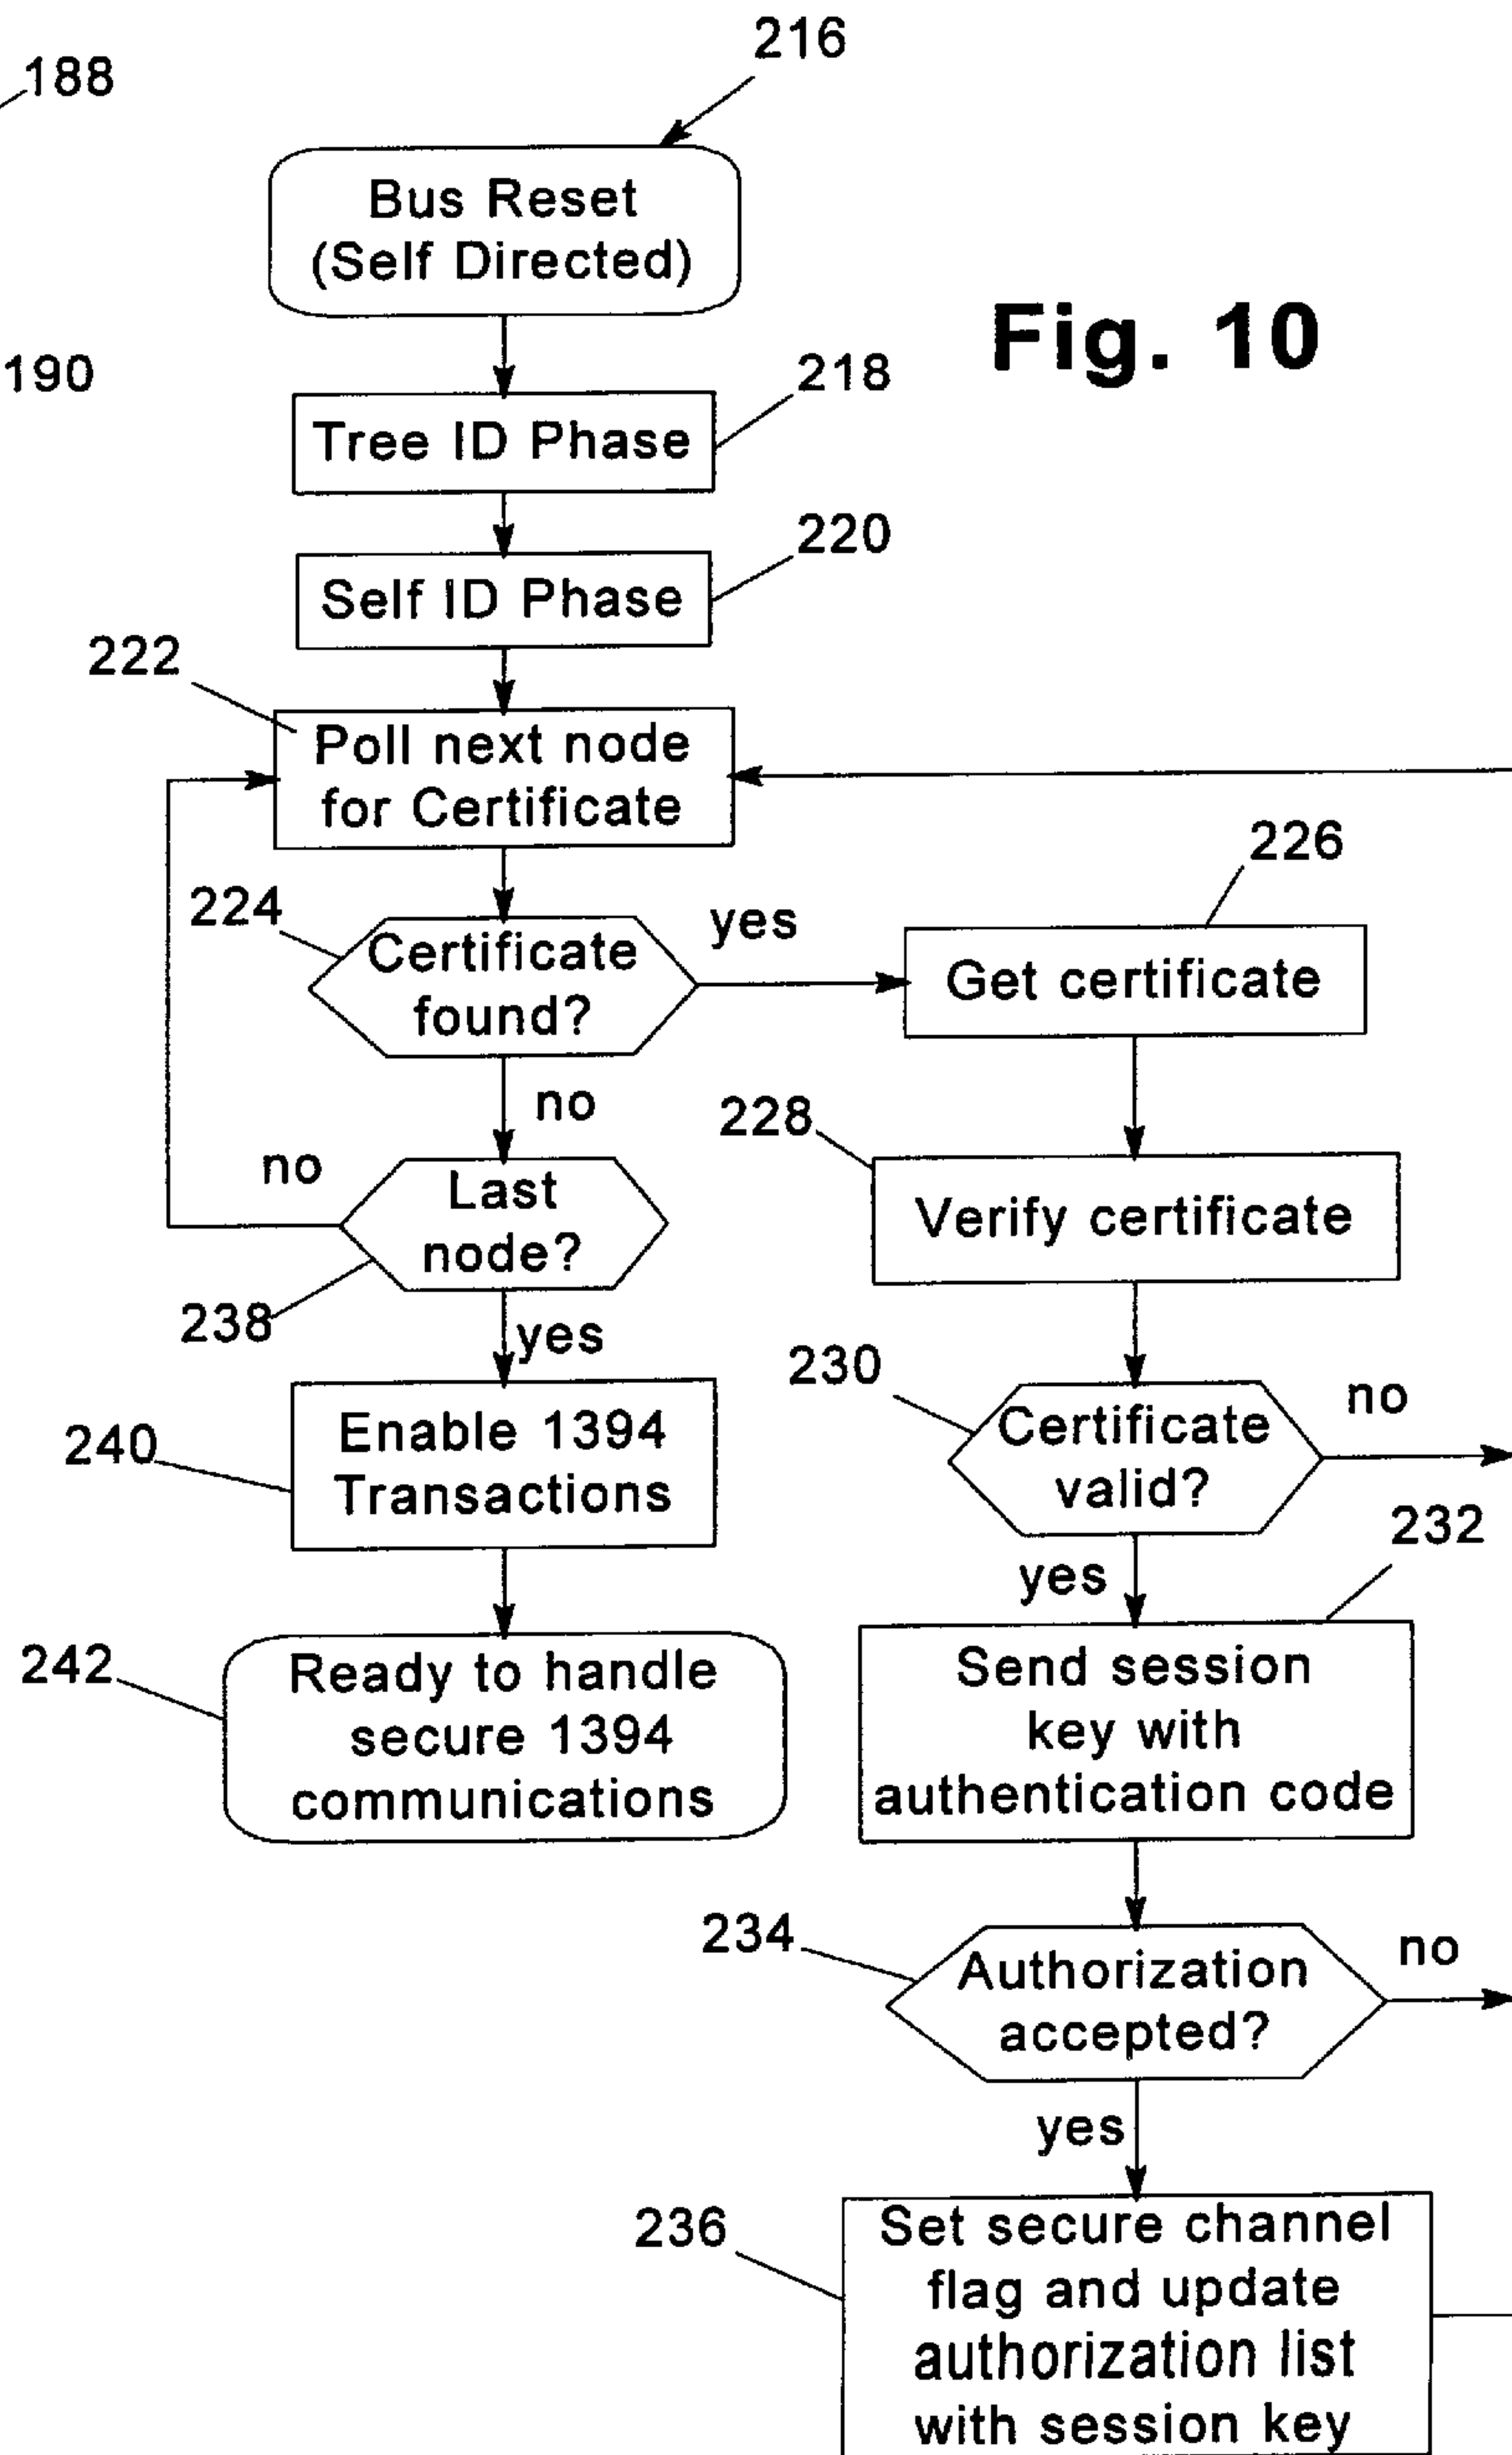 216
188
Bus Reset
(Self Directed)
Fig. 10
190
218
Tree ID Phase
220
Self ID Phase
222
Poll next node
for Certificate
226
224
yes
Certificate
found?
Get certificate
no
228
no
Last
node?
Verify certificate
238
yes
230
no
Certificate
valid?
240
Enable 1394
Transactions
232
yes
242
Ready to handle
secure 1394
communications
Send session
key with
authentication code
234
no
Authorization
accepted?
yes
236
Set secure channel
flag and update
authorization list
with session key